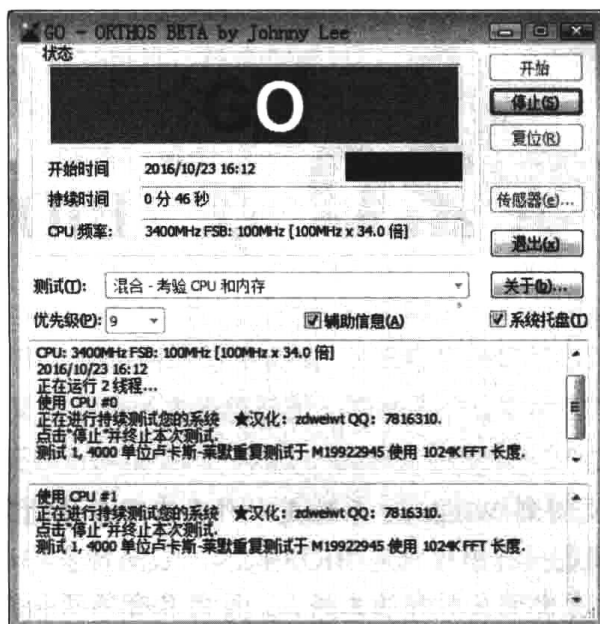 GO - ORTHOS BETA by Johnny Lee
状态
GO
开始
停止(S)
复位(R)
开始时间 2016/10/23 16:12
持续时间 0 分 46 秒
传感器(e)...
CPU 频率: 3400MHz FSB: 100MHz [100MHz x 34.0 倍]
退出(x)
测试(T): 混合 - 考验 CPU 和内存
关于(b)...
优先级(P): 9 辅助信息(A) 系统托盘(T)
CPU: 3400MHz FSB: 100MHz [100MHz x 34.0 倍]
2016/10/23 16:12
正在运行 2 线程...
使用 CPU #0
正在进行持续测试您的系统 ★汉化: zdwelwt QQ: 7816310.
点击"停止"并终止本次测试.
测试 1, 4000 单位卢卡斯-莱默重复测试于 M19922945 使用 1024K FFT 长度.
使用 CPU #1
正在进行持续测试您的系统 ★汉化: zdwelwt QQ: 7816310.
点击"停止"并终止本次测试.
测试 1, 4000 单位卢卡斯-莱默重复测试于 M19922945 使用 1024K FFT 长度.